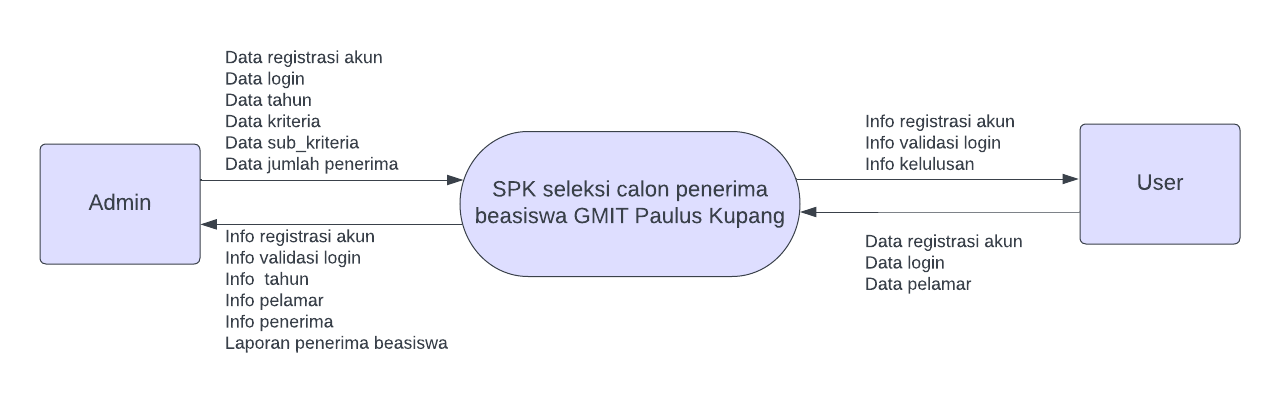 Data registrasi akun
Data login
Data tahun
Data kriteria
Data sub_kriteria
Data jumlah penerima
Admin
Info registrasi akun
Info validasi login
Info  tahun
Info pelamar
Info penerima
Laporan penerima beasiswa
SPK seleksi calon penerima
beasiswa GMIT Paulus Kupang
Info registrasi akun
Info validasi login
Info kelulusan
User
Data registrasi akun
Data login
Data pelamar